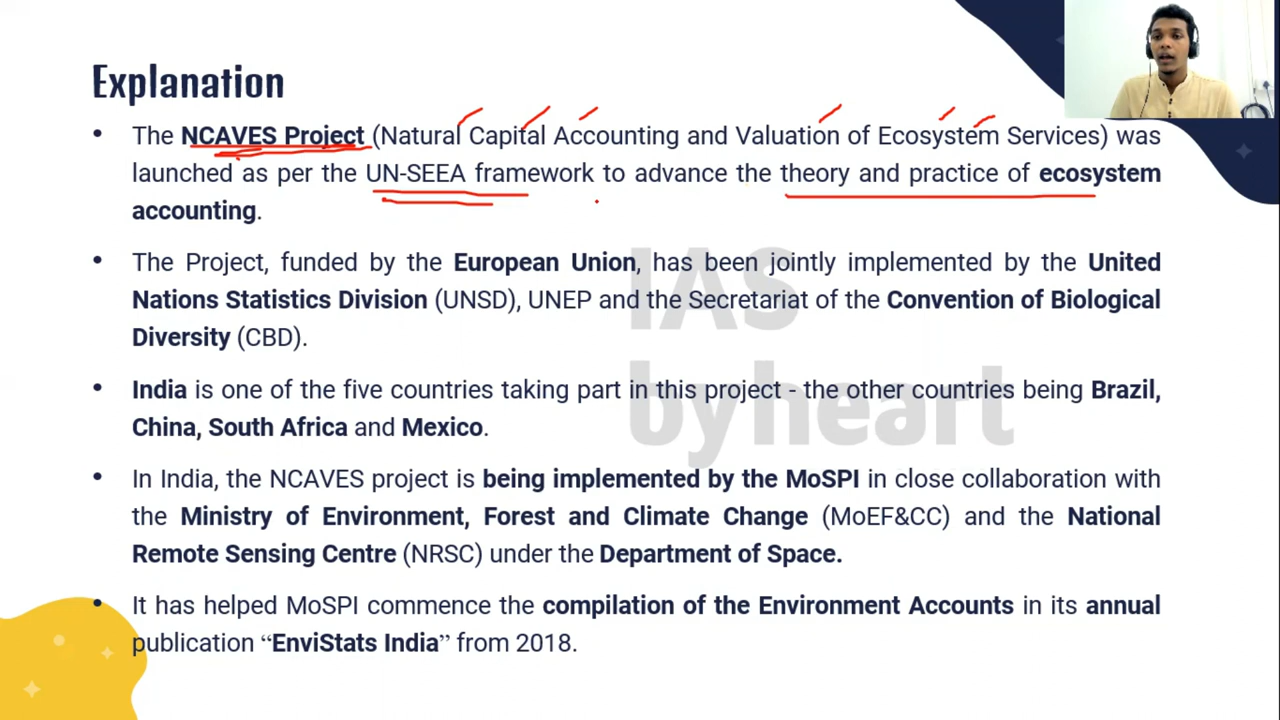 Explanation
• The NCAVES Project (Natural Capital Accounting and Valuation of Ecosystem Services) was
launched as per the UN-SEEA framework to advance the theory and practice of ecosystem
accounting.
• The Project, funded by the European Union, has been jointly implemented by the United
Nations Statistics Division (UNSD), UNEP and the Secretariat of the Convention of Biological
Diversity (CBD).
• India is one of the five countries taking part in this project - the other countries being Brazil,
China, South Africa and Mexico.
• In India, the NCAVES project is being implemented by the MoSPI in close collaboration with
the Ministry of Environment, Forest and Climate Change (MoEF&CC) and the National
Remote Sensing Centre (NRSC) under the Department of Space.
• It has helped MoSPI commence the compilation of the Environment Accounts in its annual
publication “EnviStats India” from 2018.
IAS
by heart